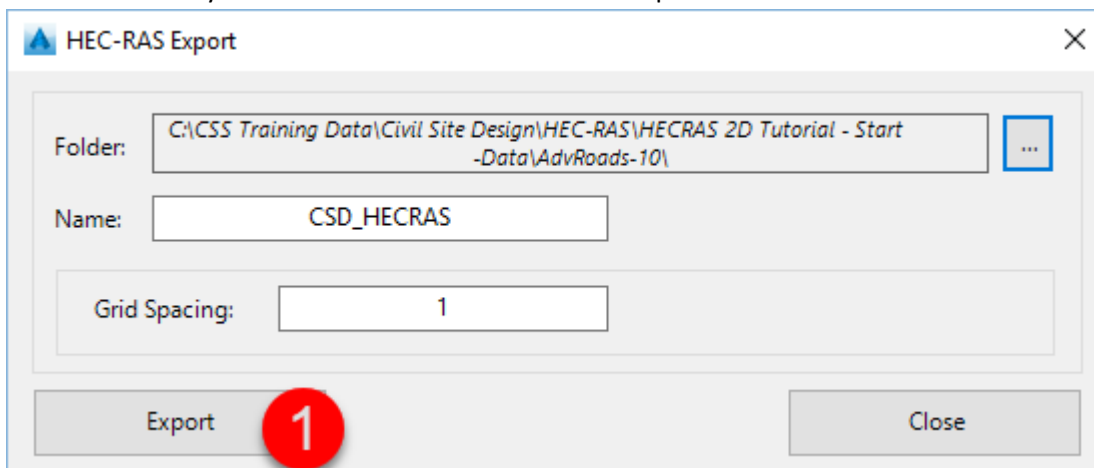 HEC-RAS Export
Folder:
C:\CSS Training Data\Civil Site Design\HEC-RAS\HECRAS 2D Tutorial - Start
-Data\AdvRoads-10\
...
Name:
CSD_HECRAS
Grid Spacing:
1
Export
1
Close